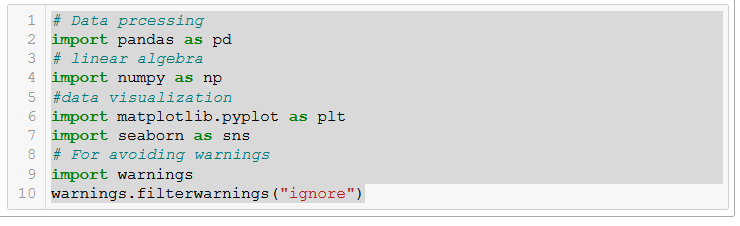 1 # Data prcessing
2 import pandas as pd
3 # linear algebra
4 import numpy as np
5 #data visualization
6 import matplotlib.pyplot as plt
7 import seaborn as sns
8 # For avoiding warnings
9 import warnings
10 warnings.filterwarnings("ignore")